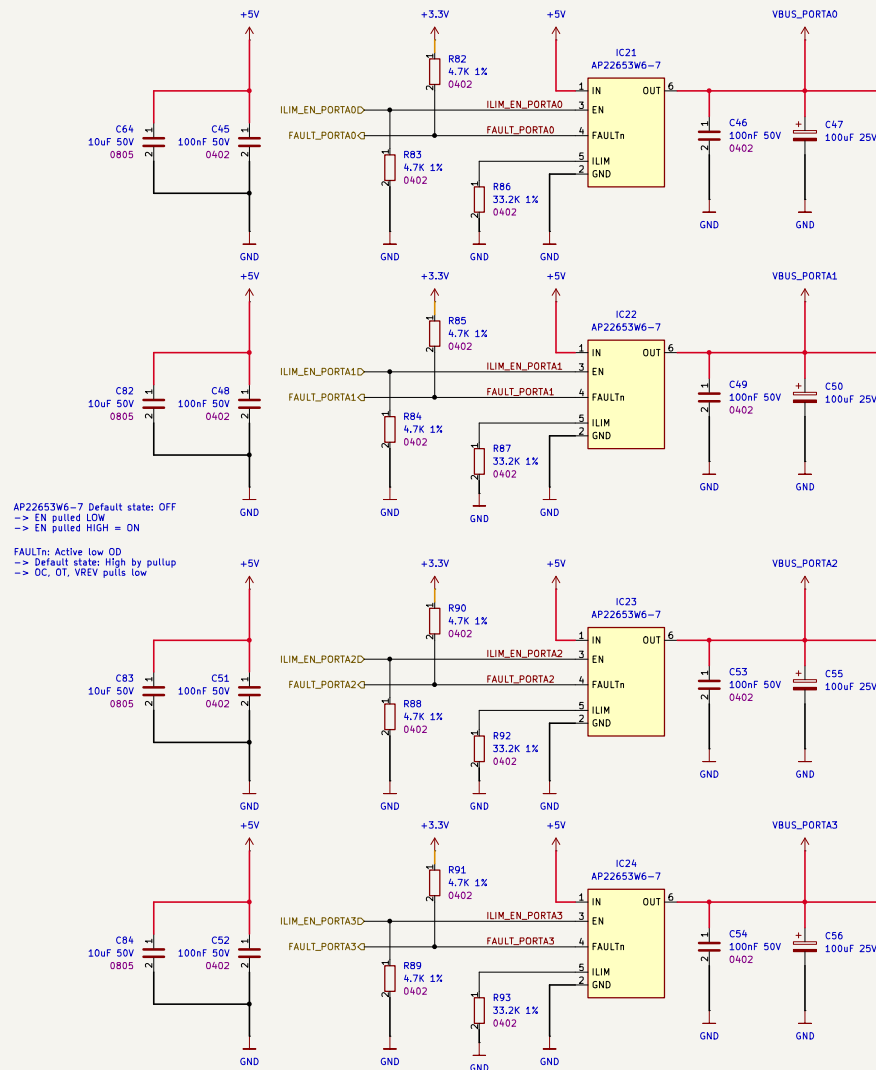 +5V
+3.3V
+5V
VBUS_PORTA0
R82
4.7K 1%
0402
IC21
AP22653W6-7
1 IN OUT 6
ILIM_EN_PORTA0
ILIM_EN_PORTA0
3 EN
C64
10uF 50V
0805
C45
100nF 50V
0402
FAULT_PORTA0
FAULT_PORTA0
4 FAULTn
C46
100nF 50V
0402
C47
100uF 25V
R83
4.7K 1%
0402
5 ILIM
2 GND
R86
33.2K 1%
0402
GND
GND
GND
GND
GND
GND
+5V
+3.3V
+5V
VBUS_PORTA1
R85
4.7K 1%
0402
IC22
AP22653W6-7
1 IN OUT 6
ILIM_EN_PORTA1
ILIM_EN_PORTA1
3 EN
C82
10uF 50V
0805
C48
100nF 50V
0402
FAULT_PORTA1
FAULT_PORTA1
4 FAULTn
C49
100nF 50V
0402
C50
100uF 25V
R84
4.7K 1%
0402
5 ILIM
2 GND
R87
33.2K 1%
0402
GND
GND
GND
GND
GND
GND
AP22653W6-7 Default state: OFF
-> EN pulled LOW
-> EN pulled HIGH = ON
FAULTn: Active low OD
-> Default state: High by pullup
-> OC, OT, VREV pulls low
+5V
+3.3V
+5V
VBUS_PORTA2
R90
4.7K 1%
0402
IC23
AP22653W6-7
1 IN OUT 6
ILIM_EN_PORTA2
ILIM_EN_PORTA2
3 EN
C83
10uF 50V
0805
C51
100nF 50V
0402
FAULT_PORTA2
FAULT_PORTA2
4 FAULTn
C53
100nF 50V
0402
C55
100uF 25V
R88
4.7K 1%
0402
5 ILIM
2 GND
R92
33.2K 1%
0402
GND
GND
GND
GND
GND
GND
+5V
+3.3V
+5V
VBUS_PORTA3
R91
4.7K 1%
0402
IC24
AP22653W6-7
1 IN OUT 6
ILIM_EN_PORTA3
ILIM_EN_PORTA3
3 EN
C84
10uF 50V
0805
C52
100nF 50V
0402
FAULT_PORTA3
FAULT_PORTA3
4 FAULTn
C54
100nF 50V
0402
C56
100uF 25V
R89
4.7K 1%
0402
5 ILIM
2 GND
R93
33.2K 1%
0402
GND
GND
GND
GND
GND
GND